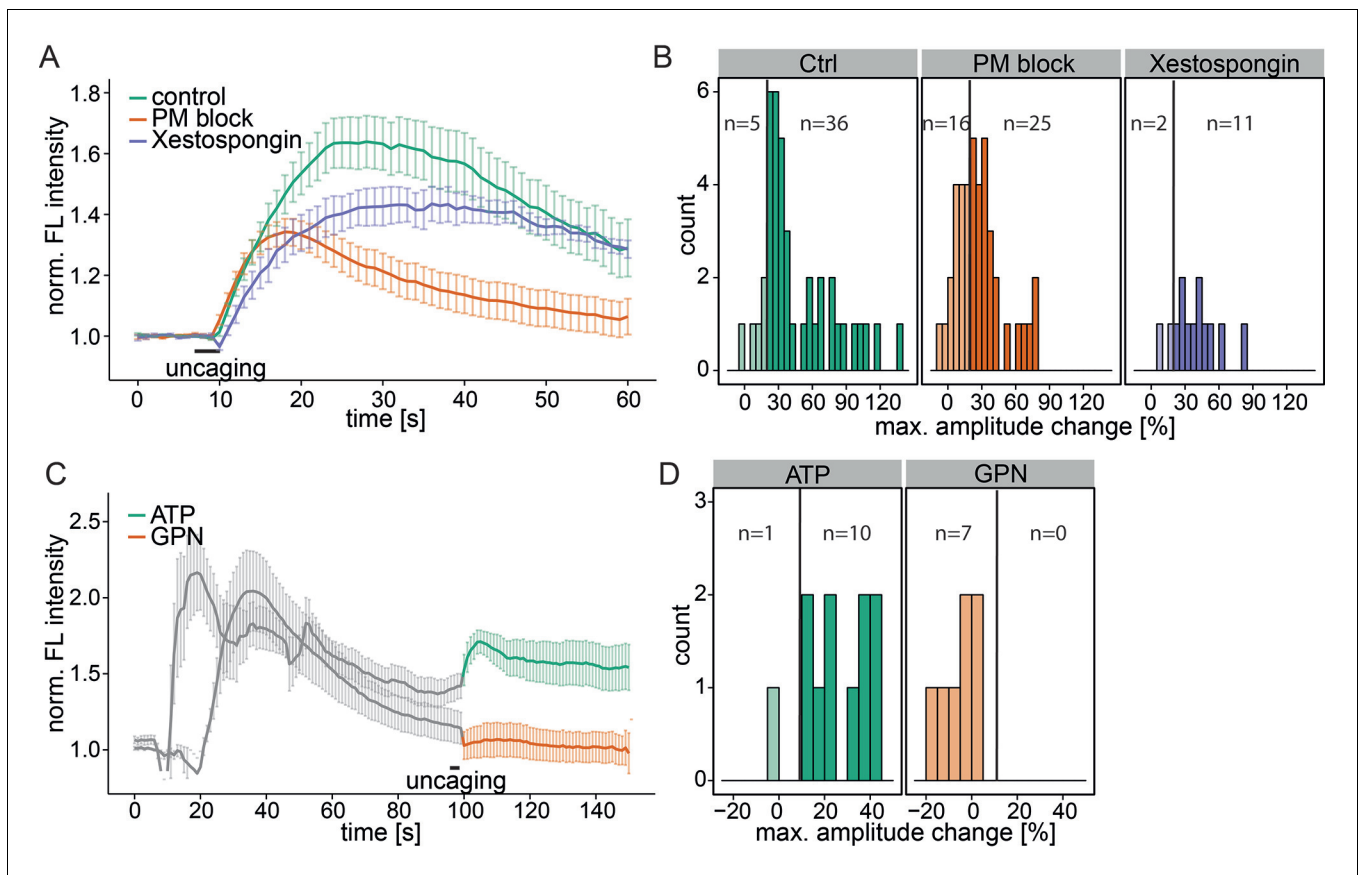 A
norm. FL intensity
1.8
1.6
1.4
1.2
1.0
control
PM block
Xestospongin
uncaging
0 10 20 30 40 50 60
time [s]
B
Ctrl PM block Xestospongin
count
6
4
2
0
n=5 n=36 n=16 n=25 n=2 n=11
0 30 60 90 120 0 30 60 90 120 0 30 60 90 120
max. amplitude change [%]
C
norm. FL intensity
2.5
2.0
1.5
1.0
ATP
GPN
uncaging
0 20 40 60 80 100 120 140
time [s]
D
ATP GPN
count
3
2
1
0
n=1 n=10 n=7 n=0
−20 0 20 40 −20 0 20 40
max. amplitude change [%]